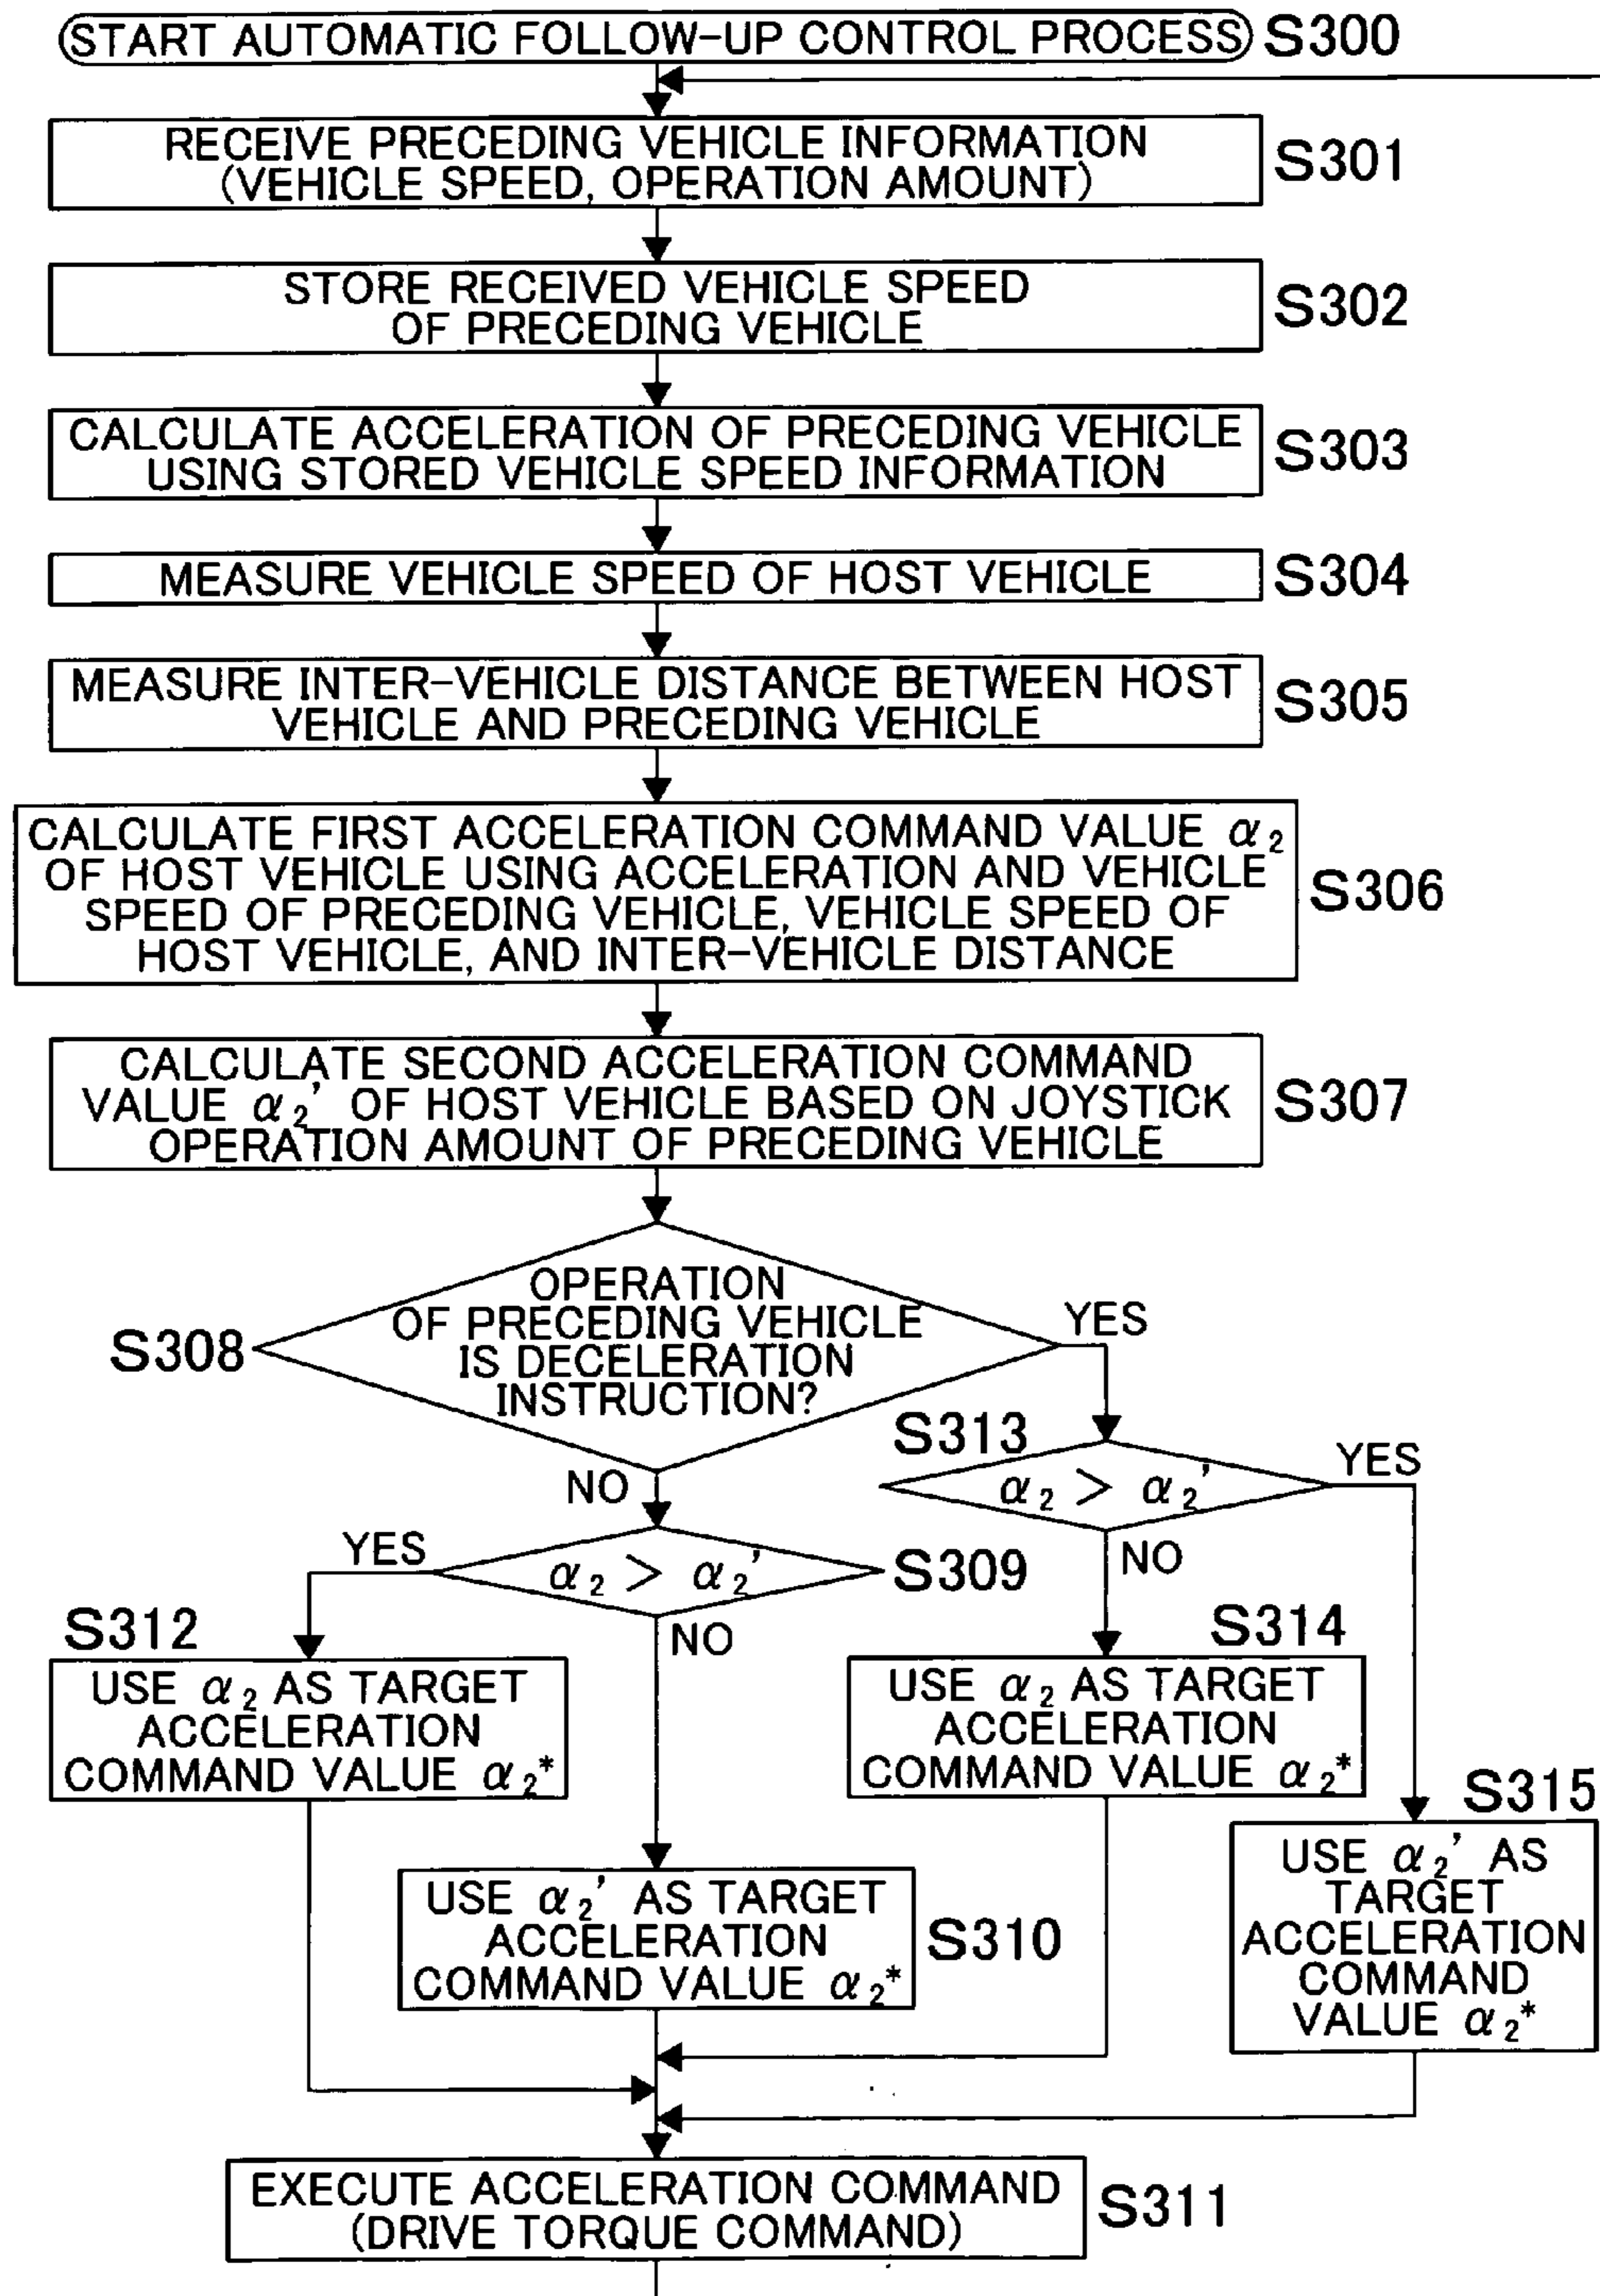 START AUTOMATIC FOLLOW-UP CONTROL PROCESS S300
RECEIVE PRECEDING VEHICLE INFORMATION
(VEHICLE SPEED, OPERATION AMOUNT)
S301
STORE RECEIVED VEHICLE SPEED
OF PRECEDING VEHICLE
S302
CALCULATE ACCELERATION OF PRECEDING VEHICLE
USING STORED VEHICLE SPEED INFORMATION
S303
MEASURE VEHICLE SPEED OF HOST VEHICLE S304
MEASURE INTER-VEHICLE DISTANCE BETWEEN HOST
VEHICLE AND PRECEDING VEHICLE
S305
CALCULATE FIRST ACCELERATION COMMAND VALUE α₂
OF HOST VEHICLE USING ACCELERATION AND VEHICLE
SPEED OF PRECEDING VEHICLE, VEHICLE SPEED OF
HOST VEHICLE, AND INTER-VEHICLE DISTANCE
S306
CALCULATE SECOND ACCELERATION COMMAND
VALUE α₂' OF HOST VEHICLE BASED ON JOYSTICK
OPERATION AMOUNT OF PRECEDING VEHICLE
S307
OPERATION
OF PRECEDING VEHICLE
IS DECELERATION
INSTRUCTION?
S308
YES
NO
S313
α₂ > α₂'
YES
NO
α₂ > α₂'
S309
YES
NO
S312
USE α₂ AS TARGET
ACCELERATION
COMMAND VALUE α₂*
S314
USE α₂ AS TARGET
ACCELERATION
COMMAND VALUE α₂*
S315
USE α₂' AS
TARGET
ACCELERATION
COMMAND
VALUE α₂*
USE α₂' AS TARGET
ACCELERATION
COMMAND VALUE α₂*
S310
EXECUTE ACCELERATION COMMAND
(DRIVE TORQUE COMMAND)
S311